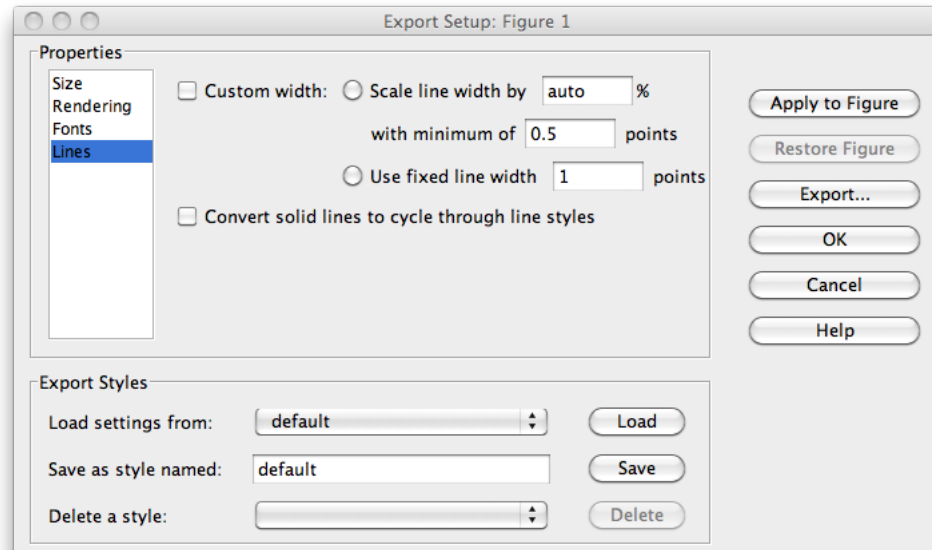 Export Setup: Figure 1
Properties
Size
Rendering
Fonts
Lines
Custom width: Scale line width by auto %
with minimum of 0.5 points
Use fixed line width 1 points
Convert solid lines to cycle through line styles
Apply to Figure
Restore Figure
Export...
OK
Cancel
Help
Export Styles
Load settings from: default Load
Save as style named: default Save
Delete a style: Delete